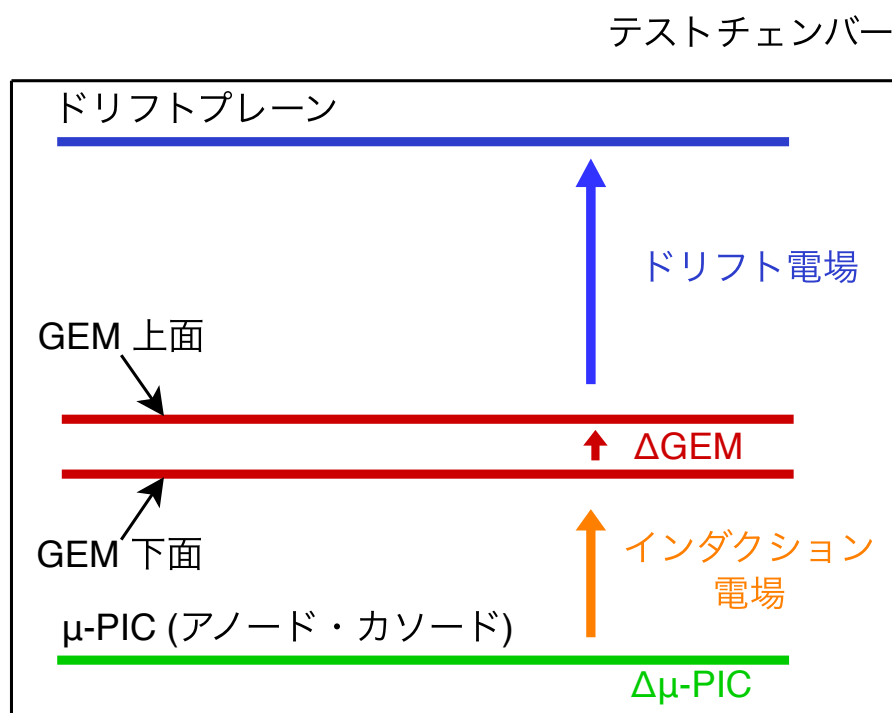 テストチェンバー
ドリフトプレーン
ドリフト電場
GEM 上面
ΔGEM
GEM 下面
インダクション
電場
μ-PIC (アノード・カソード)
Δμ-PIC